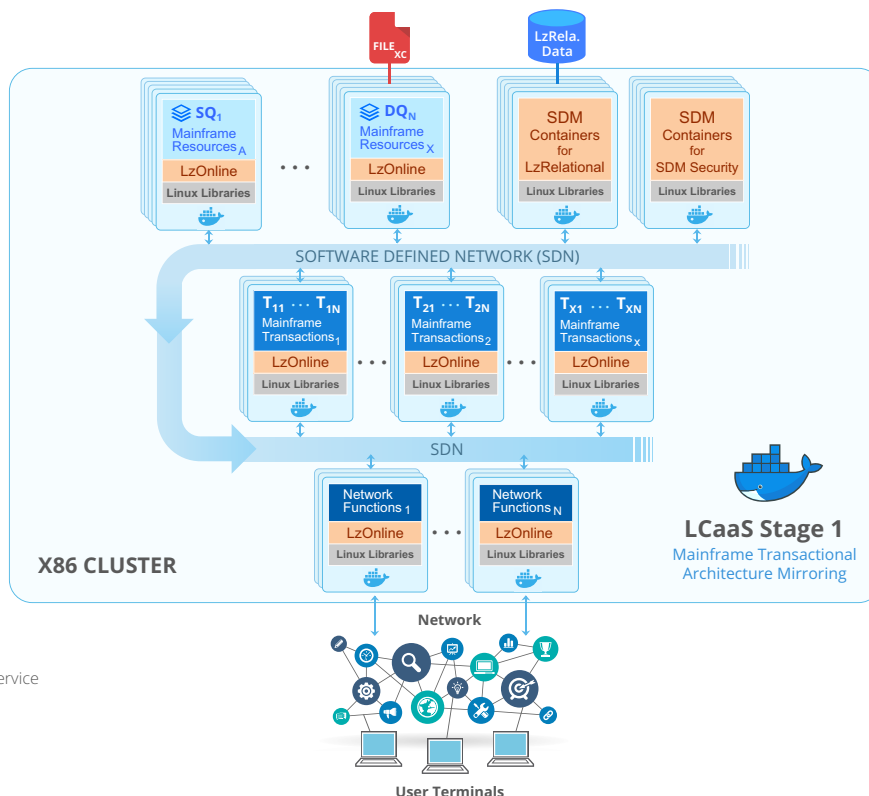 FILE XC
LzRela.
Data
SQ1
Mainframe
Resources A
LzOnline
Linux Libraries
...
DQN
Mainframe
Resources X
LzOnline
Linux Libraries
SDM
Containers
for
LzRelational
Linux Libraries
SDM
Containers
for
SDM Security
Linux Libraries
SOFTWARE DEFINED NETWORK (SDN)
T11 ... T1N
Mainframe
Transactions1
LzOnline
Linux Libraries
...
T21 ... T2N
Mainframe
Transactions2
LzOnline
Linux Libraries
...
TX1 ... TXN
Mainframe
Transactionsx
LzOnline
Linux Libraries
SDN
Network
Functions 1
LzOnline
Linux Libraries
...
Network
Functions N
LzOnline
Linux Libraries
X86 CLUSTER
LCaaS Stage 1
Mainframe Transactional
Architecture Mirroring
Network
ervice
User Terminals